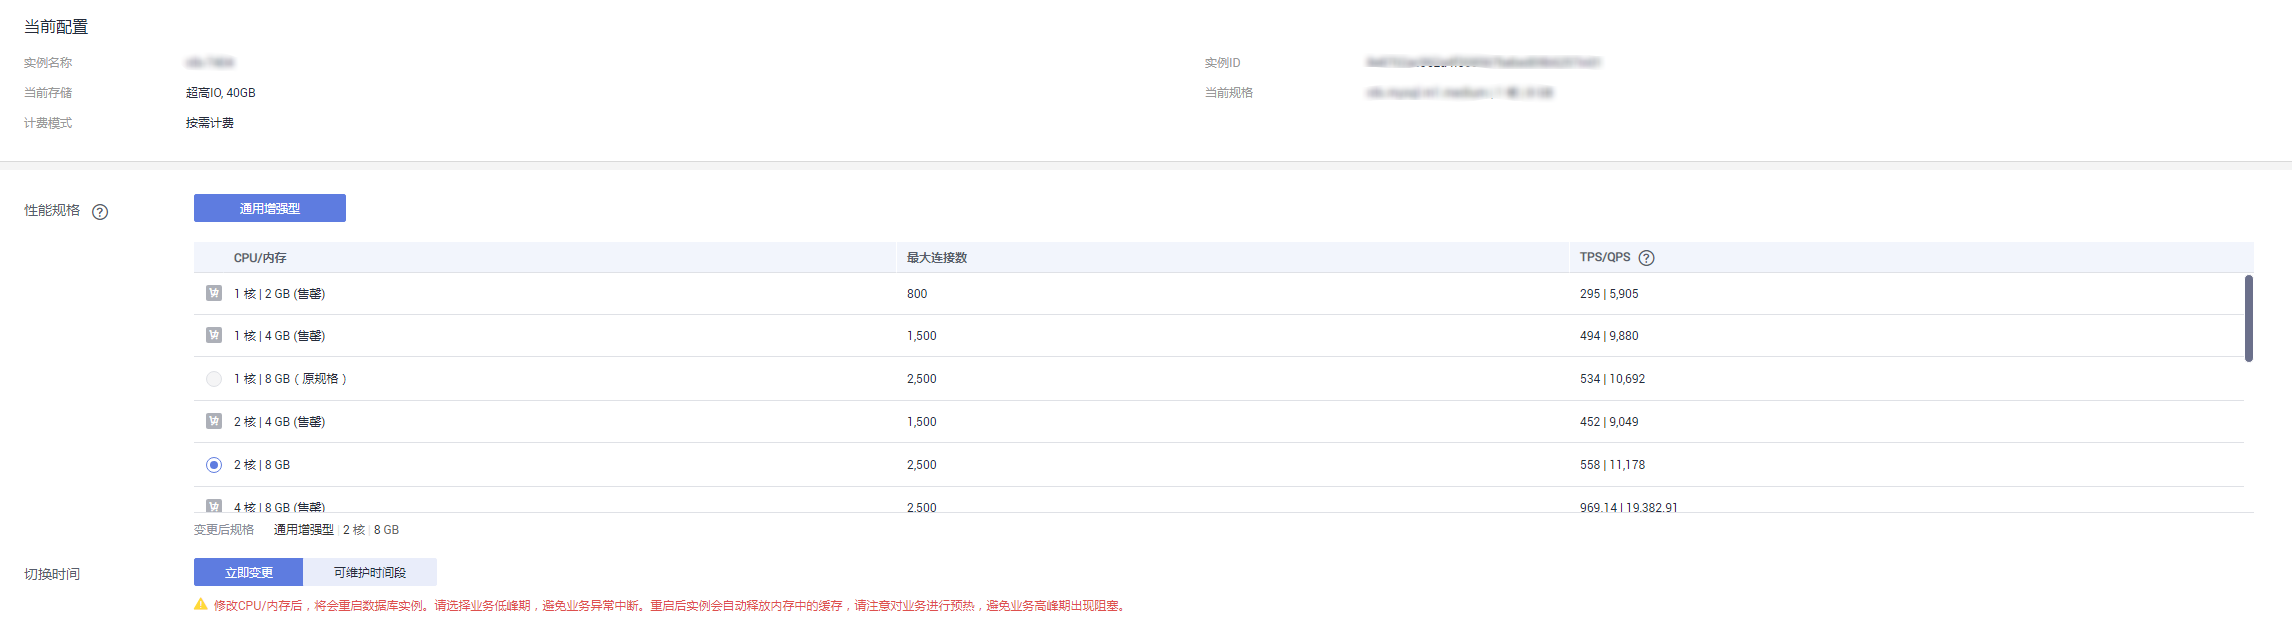 当前配置
实例名称
实例ID
当前存储 超高IO, 40GB
当前规格
计费模式 按需计费
性能规格 ?
通用增强型
CPU/内存 最大连接数 TPS/QPS ?
1 核 | 2 GB (售罄) 800 295 | 5,905
1 核 | 4 GB (售罄) 1,500 494 | 9,880
1 核 | 8 GB（原规格） 2,500 534 | 10,692
2 核 | 4 GB (售罄) 1,500 452 | 9,049
2 核 | 8 GB 2,500 558 | 11,178
4 核 | 8 GB (售罄) 2,500 969.14 | 19,382.91
变更后规格 通用增强型 | 2 核 | 8 GB
切换时间 立即变更 可维护时间段
修改CPU/内存后，将会重启数据库实例。请选择业务低峰期，避免业务异常中断。重启后实例会自动释放内存中的缓存，请注意对业务进行预热，避免业务高峰期出现阻塞。